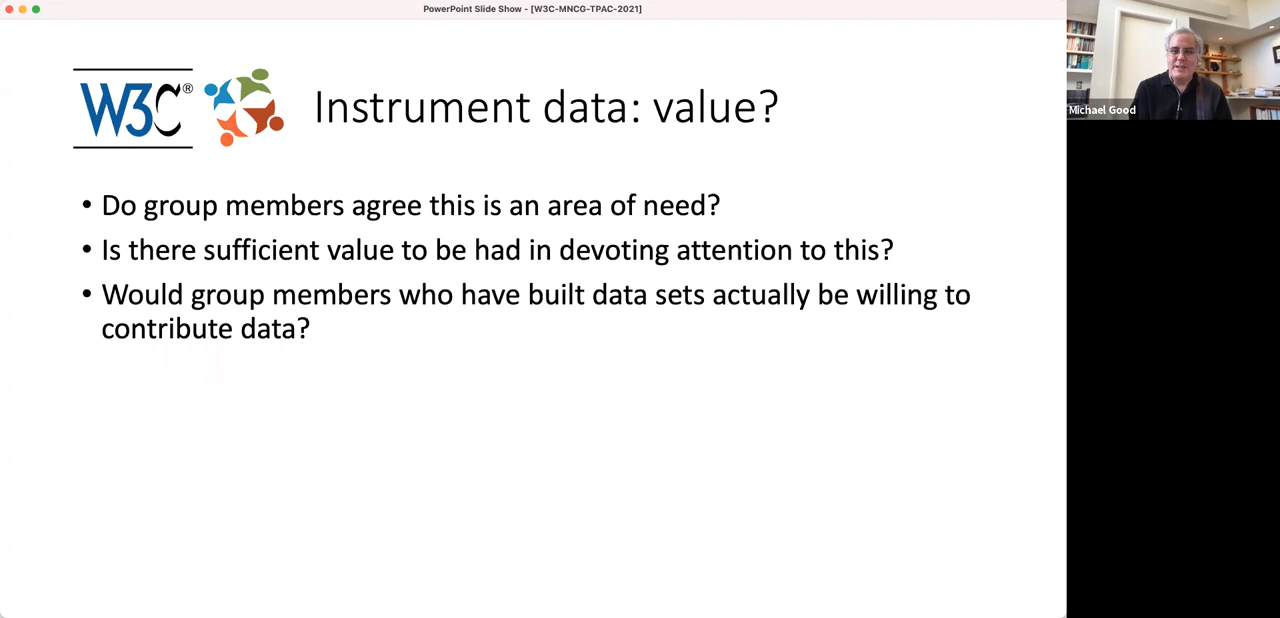 PowerPoint Slide Show - [W3C-MNCG-TPAC-2021]
W3C®
Instrument data: value?
Michael Good
• Do group members agree this is an area of need?
• Is there sufficient value to be had in devoting attention to this?
• Would group members who have built data sets actually be willing to
contribute data?